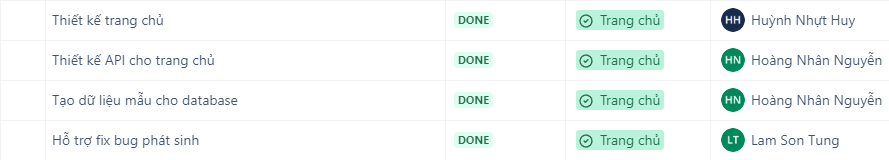 Thiết kế trang chủ DONE Trang chủ HH Huỳnh Nhựt Huy
Thiết kế API cho trang chủ DONE Trang chủ HN Hoàng Nhân Nguyễn
Tạo dữ liệu mẫu cho database DONE Trang chủ HN Hoàng Nhân Nguyễn
Hỗ trợ fix bug phát sinh DONE Trang chủ LT Lam Son Tung